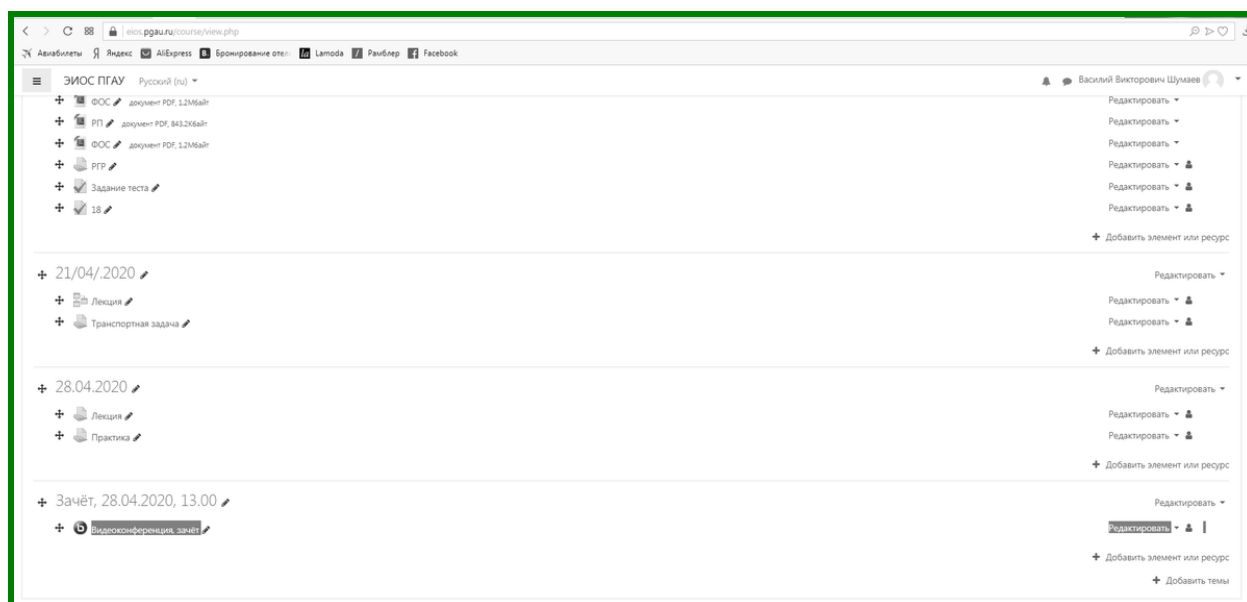 eios.pgau.ru/course/view.php
Авиабилеты Яндекс AliExpress Бронирование отел Lamoda Рамблер Facebook
ЭИОС ПГАУ Русский (ru) Василий Викторович Шумаев
ФОС документ PDF, 1.2Мбайт Редактировать
РП документ PDF, 843.2Кбайт Редактировать
ФОС документ PDF, 1.2Мбайт Редактировать
РГР Редактировать
Задание теста Редактировать
18 Редактировать
Добавить элемент или ресурс
21/04/.2020 Редактировать
Лекция Редактировать
Транспортная задача Редактировать
Добавить элемент или ресурс
28.04.2020 Редактировать
Лекция Редактировать
Практика Редактировать
Добавить элемент или ресурс
Зачёт, 28.04.2020, 13.00 Редактировать
Видеоконференция, зачёт Редактировать
Добавить элемент или ресурс
Добавить темы